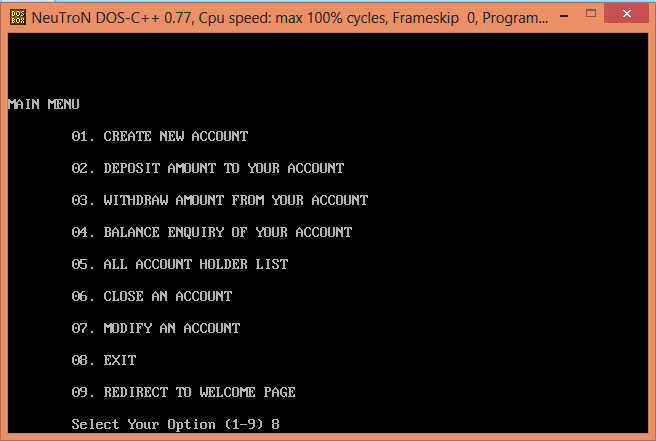 DOS BOX
NeuTroN DOS-C++ 0.77, Cpu speed: max 100% cycles, Frameskip 0, Program...
MAIN MENU
01. CREATE NEW ACCOUNT
02. DEPOSIT AMOUNT TO YOUR ACCOUNT
03. WITHDRAW AMOUNT FROM YOUR ACCOUNT
04. BALANCE ENQUIRY OF YOUR ACCOUNT
05. ALL ACCOUNT HOLDER LIST
06. CLOSE AN ACCOUNT
07. MODIFY AN ACCOUNT
08. EXIT
09. REDIRECT TO WELCOME PAGE
Select Your Option (1-9) 8